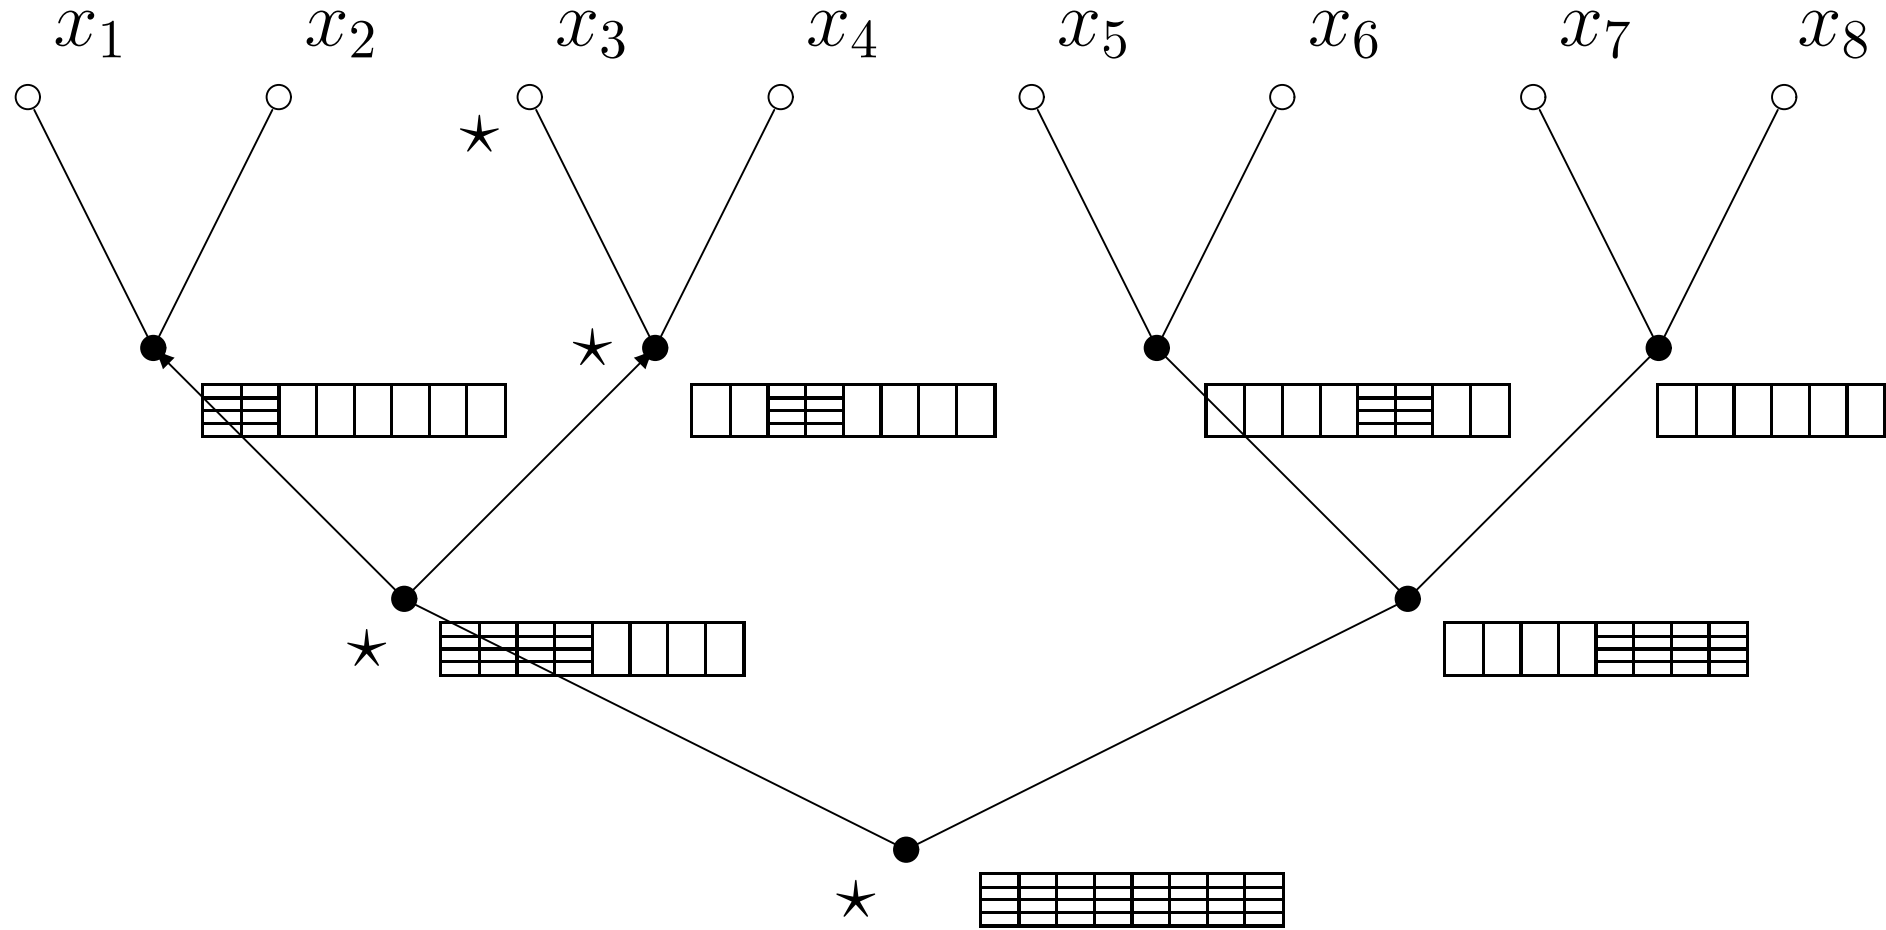 x₁ x₂ x₃ x₄ x₅ x₆ x₇ x₈